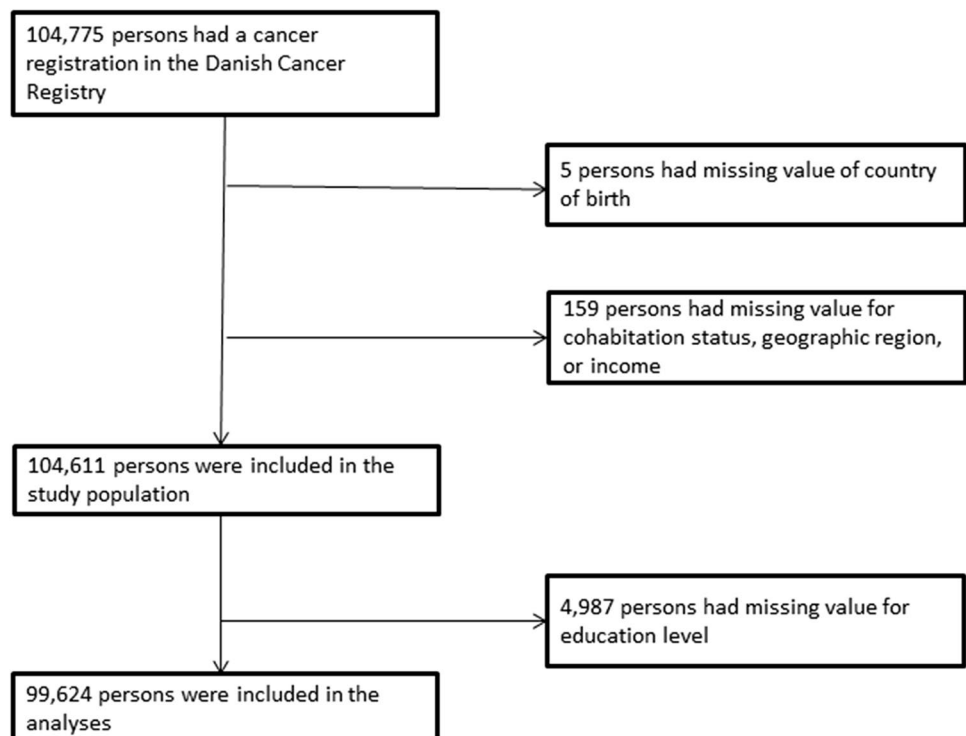 104,775 persons had a cancer
registration in the Danish Cancer
Registry
5 persons had missing value of country
of birth
159 persons had missing value for
cohabitation status, geographic region,
or income
104,611 persons were included in the
study population
4,987 persons had missing value for
education level
99,624 persons were included in the
analyses